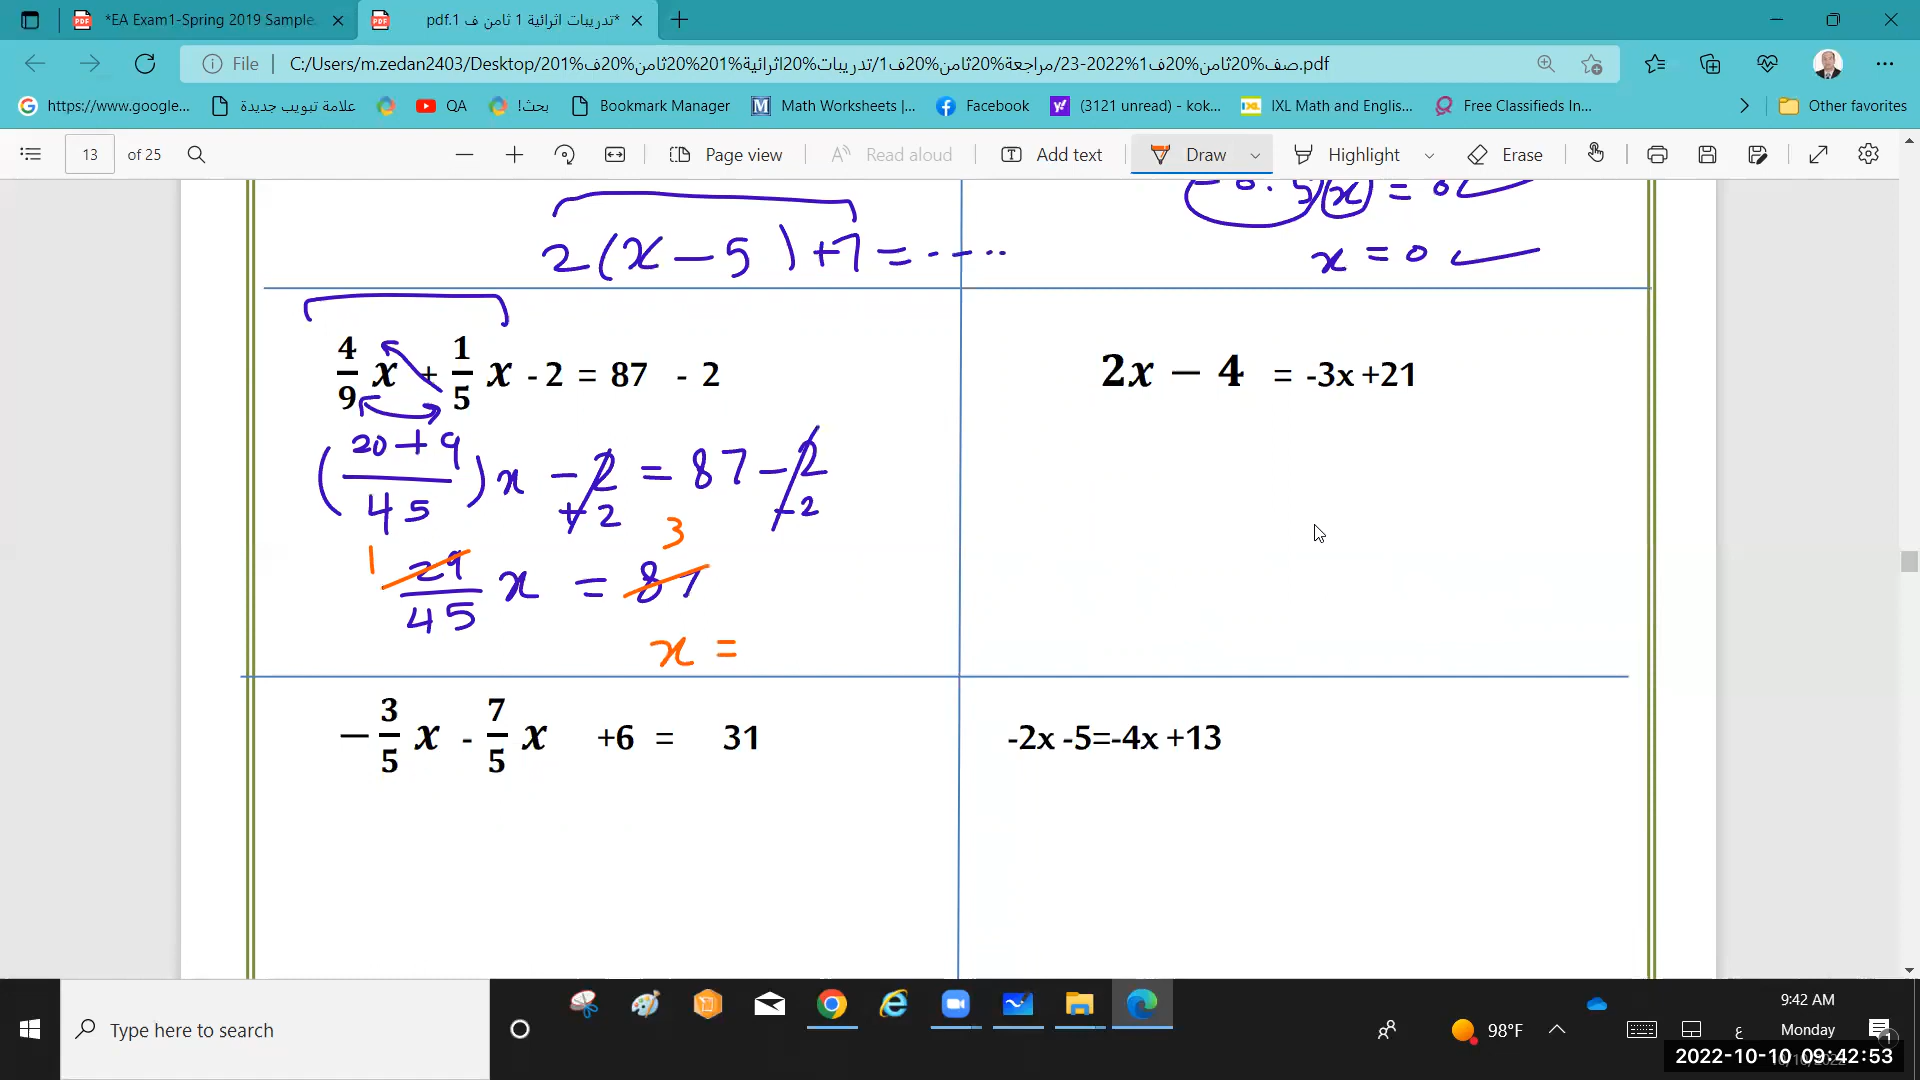 *EA Exam1-Spring 2019 Sample.
*تدريبات اثرائية 1 ثامن ف 1.pdf
File
C:/Users/m.zedan2403/Desktop/201%20ف%20ثامن%20%201%20اثرائية%20تدريبات/1ف%20ثامن%20مراجعة/23-2022%201ف%20ثامن%20صف.pdf
https://www.google...
علامة تبويب جديدة
QA
بحث!
Bookmark Manager
Math Worksheets |...
Facebook
(3121 unread) - kok...
IXL Math and Englis...
Free Classifieds In...
Other favorites
13 of 25
Page view
Read aloud
Add text
Draw
Highlight
Erase
2(x - 5) + 7 = - - - -
x = 0
4/9 x + 1/5 x - 2 = 87 - 2
(20 + 9 / 45) x - 2 = 87 - 2
+ 2 - 2
1 3
29/45 x = 87
x =
2x − 4 = -3x +21
− 3/5 x - 7/5 x +6 = 31
-2x -5=-4x +13
Type here to search
98°F
ع
9:42 AM
Monday
1
2022-10-10 09:42:53